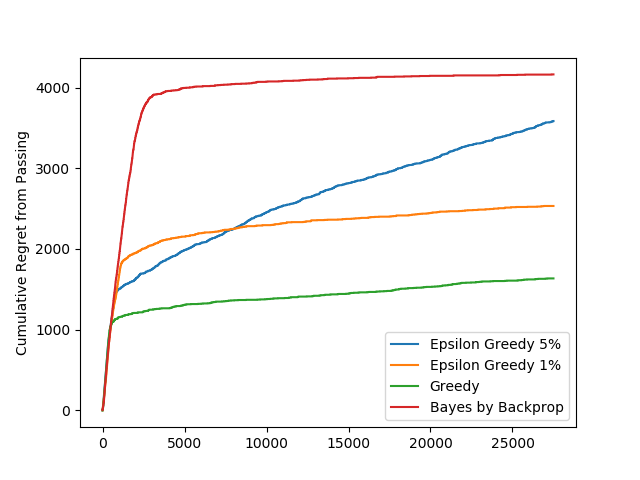 Cumulative Regret from Passing
4000
3000
2000
1000
0
0 5000 10000 15000 20000 25000
Epsilon Greedy 5%
Epsilon Greedy 1%
Greedy
Bayes by Backprop